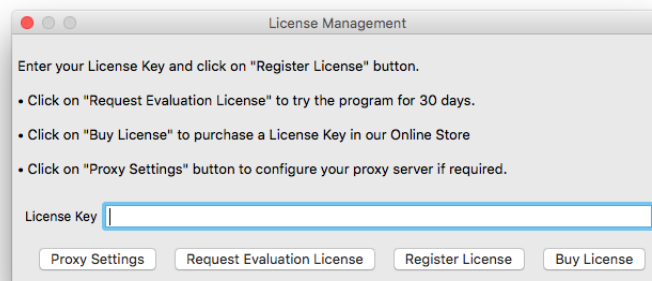 License Management
Enter your License Key and click on "Register License" button.
• Click on "Request Evaluation License" to try the program for 30 days.
• Click on "Buy License" to purchase a License Key in our Online Store
• Click on "Proxy Settings" button to configure your proxy server if required.
License Key
Proxy Settings Request Evaluation License Register License Buy License